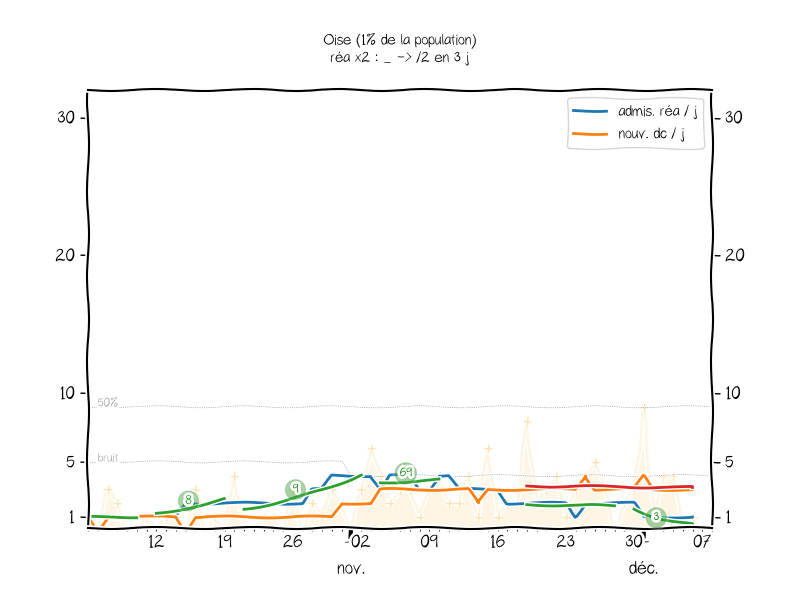 Oise (1% de la population)
réa x2 : _ -> /2 en 3 j
admis. réa / j
nouv. dc / j
30 30
20 20
10 10
50%
bruit
5 5
8 9 69 3
1 1
12 19 26 02 09 16 23 30 07
nov. déc.